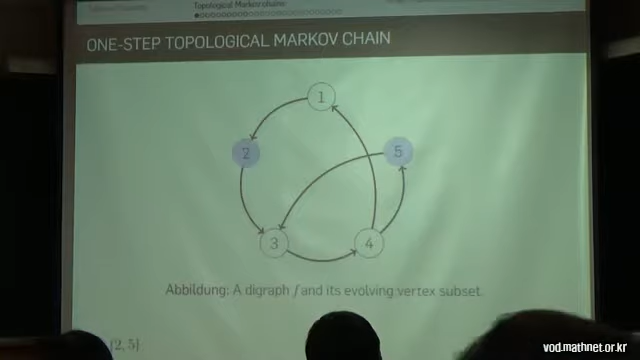 Topological Markov chains
ONE-STEP TOPOLOGICAL MARKOV CHAIN
1
2
5
3
4
Abbildung: A digraph f and its evolving vertex subset.
{2, 5}
vod.mathnet.or.kr